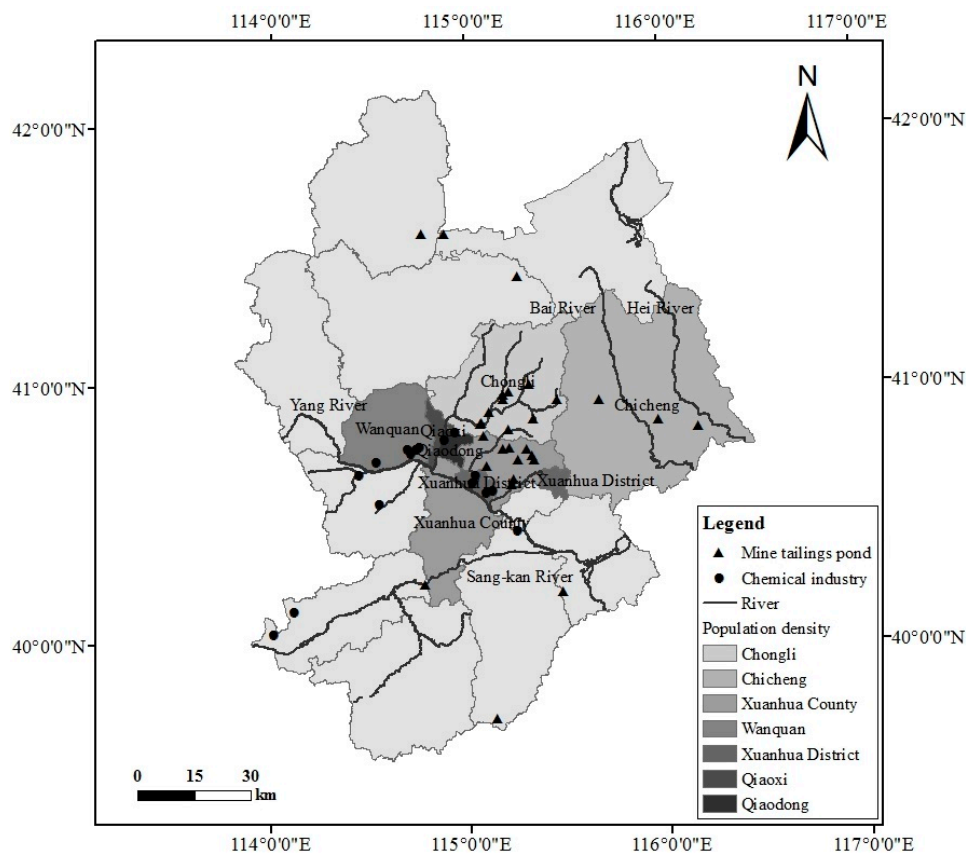 114°0'0"E 115°0'0"E 116°0'0"E 117°0'0"E
N
42°0'0"N 42°0'0"N
Bai River Hei River
41°0'0"N 41°0'0"N
Chongli
Yang River Chicheng
Wanquan Qiaoxi
Qiaodong
Xuanhua District Xuanhua District
Xuanhua County
Sang-kan River
40°0'0"N 40°0'0"N
Legend
Mine tailings pond
Chemical industry
River
Population density
Chongli
Chicheng
Xuanhua County
Wanquan
Xuanhua District
Qiaoxi
Qiaodong
0 15 30
km
114°0'0"E 115°0'0"E 116°0'0"E 117°0'0"E